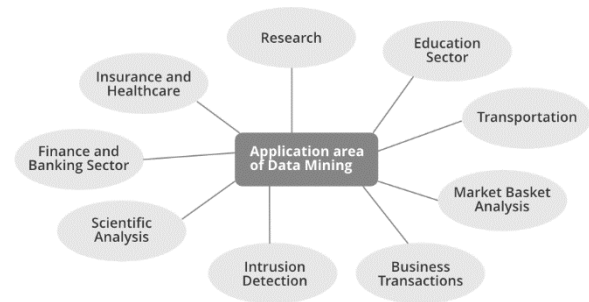 Research
Education
Sector
Insurance and
Healthcare
Transportation
Application area
of Data Mining
Finance and
Banking Sector
Market Basket
Analysis
Scientific
Analysis
Intrusion
Detection
Business
Transactions